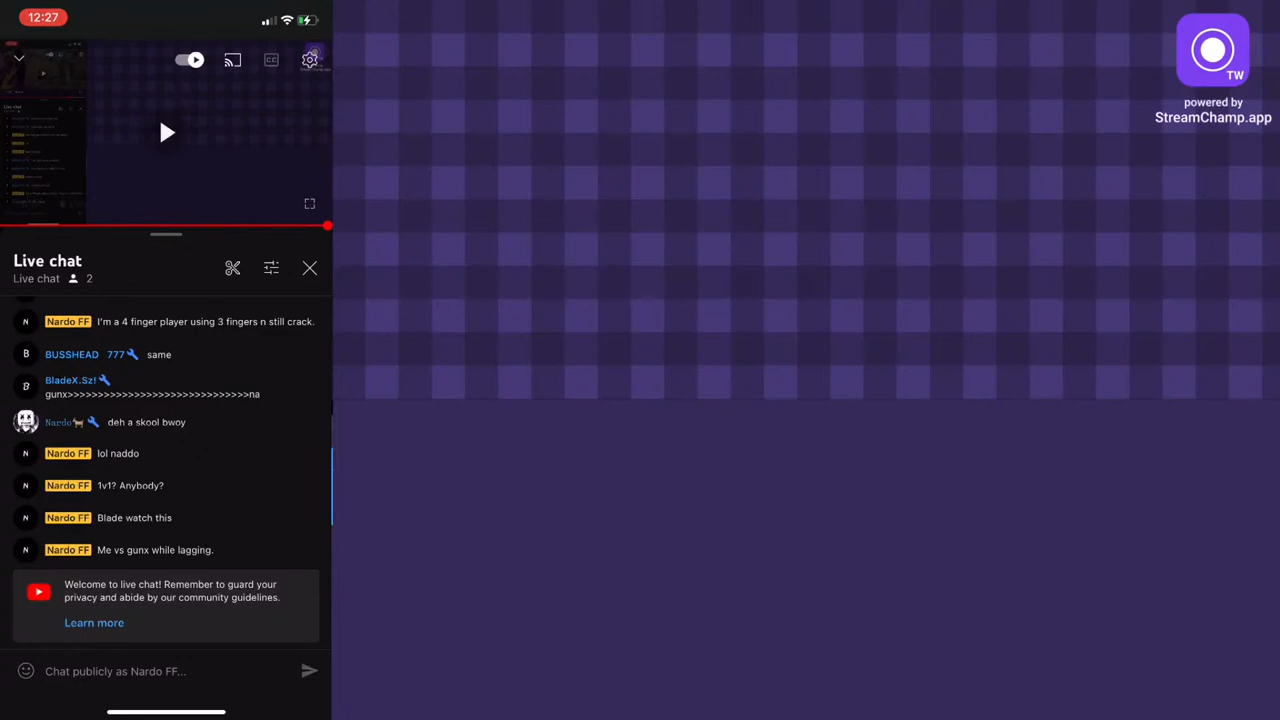 12:27
TW
powered by
StreamChamp.app
CC
Live chat
Live chat 2
N Nardo FF I'm a 4 finger player using 3 fingers n still crack.
B BUSSHEAD 777 same
B BladeX.Sz!
gunx>>>>>>>>>>>>>>>>>>>>>>>>>>>>>>na
Nardo🐐 deh a skool bwoy
N Nardo FF lol naddo
N Nardo FF 1v1? Anybody?
N Nardo FF Blade watch this
N Nardo FF Me vs gunx while lagging.
Welcome to live chat! Remember to guard your
privacy and abide by our community guidelines.
Learn more
Chat publicly as Nardo FF...